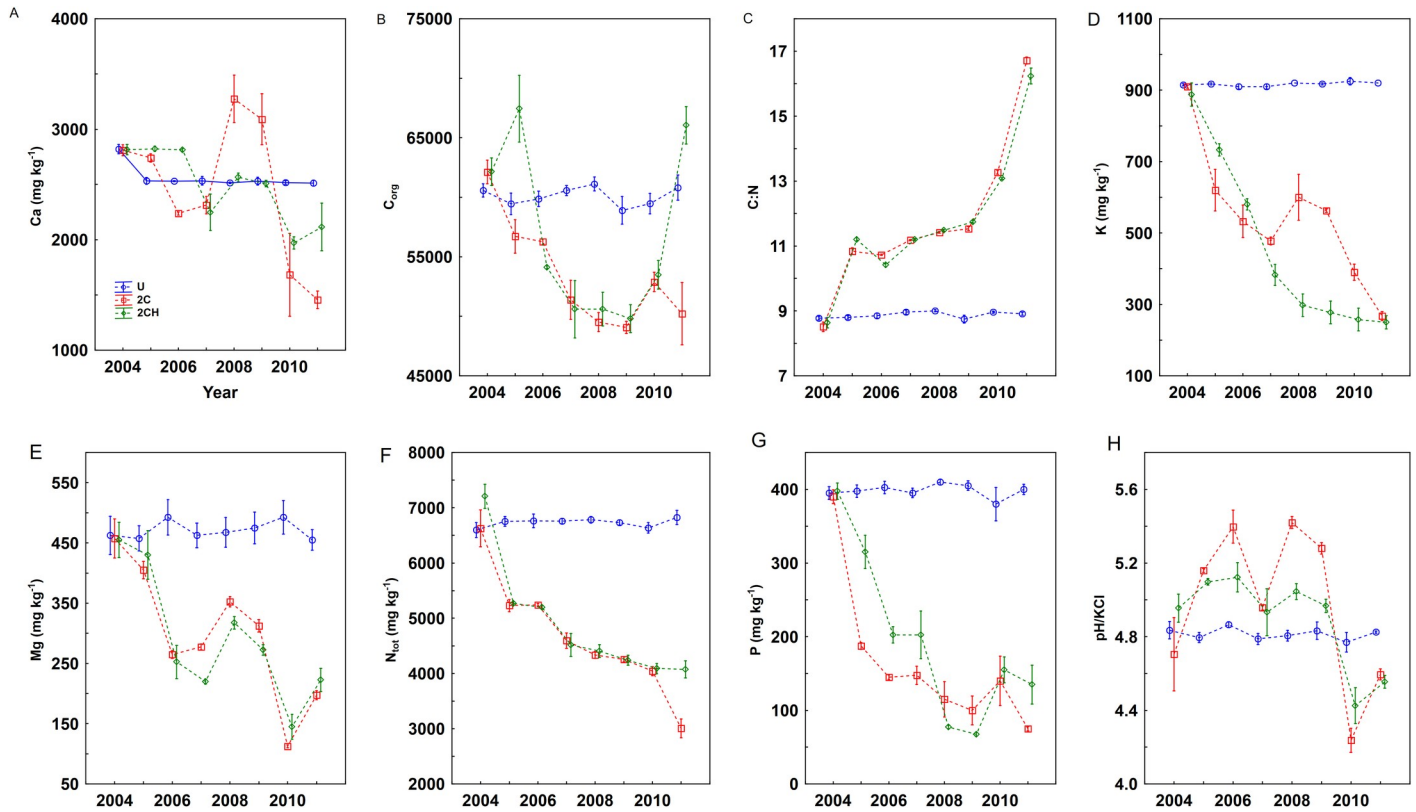 A
4000
3000
2000
1000
Ca (mg kg-1)
U
2C
2CH
2004 2006 2008 2010
Year
B
75000
65000
55000
45000
Corg
2004 2006 2008 2010
C
17
15
13
11
9
7
C:N
2004 2006 2008 2010
D
1100
900
700
500
300
100
K (mg kg-1)
2004 2006 2008 2010
E
550
450
350
250
150
50
Mg (mg kg-1)
2004 2006 2008 2010
F
8000
7000
6000
5000
4000
3000
2000
Ntot (mg kg-1)
2004 2006 2008 2010
G
400
300
200
100
0
P (mg kg-1)
2004 2006 2008 2010
H
5.6
5.2
4.8
4.4
4.0
pH/KCl
2004 2006 2008 2010